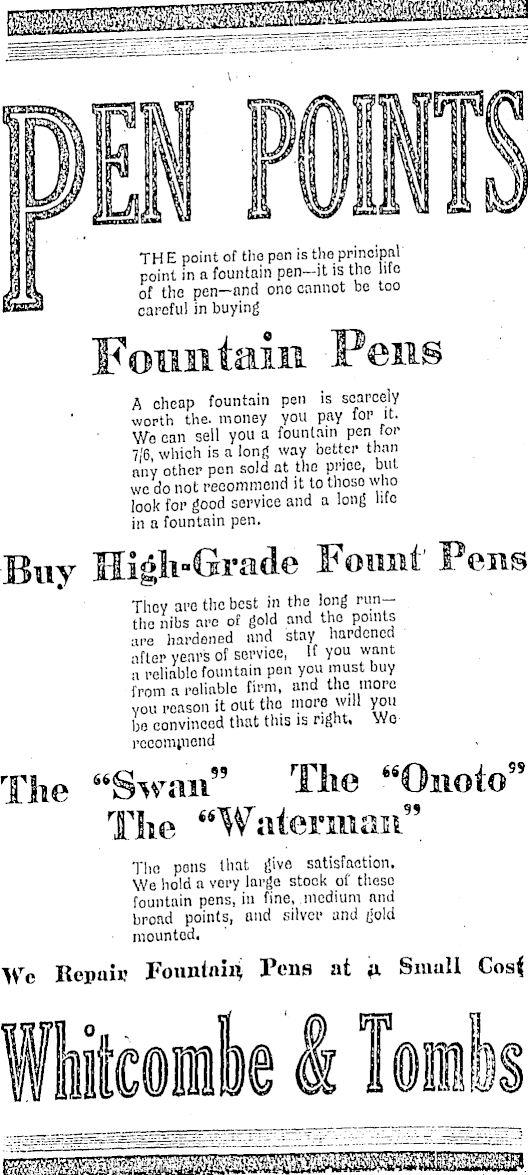 PEN POINTS
THE point of the pen is the principal
point in a fountain pen—it is the life
of the pen—and one cannot be too
careful in buying
Fountain Pens
A cheap fountain pen is scarcely
worth the. money you pay for it.
We can sell you a fountain pen for
7/6, which is a long way better than
any other pen sold at the price, but
we do not recommend it to those who
look for good service and a long life
in a fountain pen.
Buy High-Grade Fount Pens
They are the best in the long run—
the nibs are of gold and the points
are hardened and stay hardened
after years of service, If you want
a reliable fountain pen you must buy
from a reliable firm, and the more
you reason it out the more will you
be convinced that this is right. We
recommend
The "Swan" The "Onoto"
The "Waterman"
The pens that give satisfaction.
We hold a very large stock of these
fountain pens, in fine, medium and
broad points, and silver and gold
mounted.
We Repair Fountain Pens at a Small Cost
Whitcombe & Tombs